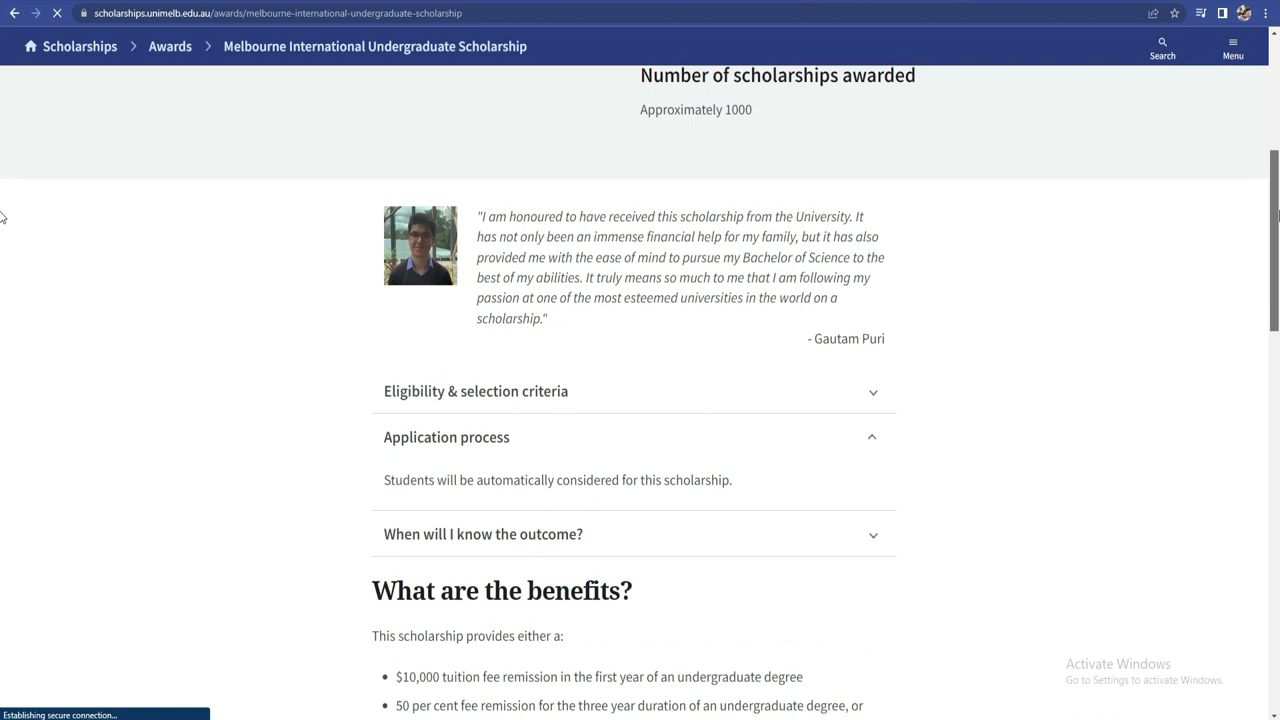 scholarships.unimelb.edu.au/awards/melbourne-international-undergraduate-scholarship
Scholarships Awards Melbourne International Undergraduate Scholarship
Search
Menu
Number of scholarships awarded
Approximately 1000
"I am honoured to have received this scholarship from the University. It
has not only been an immense financial help for my family, but it has also
provided me with the ease of mind to pursue my Bachelor of Science to the
best of my abilities. It truly means so much to me that I am following my
passion at one of the most esteemed universities in the world on a
scholarship."
- Gautam Puri
Eligibility & selection criteria
Application process
Students will be automatically considered for this scholarship.
When will I know the outcome?
What are the benefits?
This scholarship provides either a:
• $10,000 tuition fee remission in the first year of an undergraduate degree
• 50 per cent fee remission for the three year duration of an undergraduate degree, or
Activate Windows
Go to Settings to activate Windows.
Establishing secure connection...